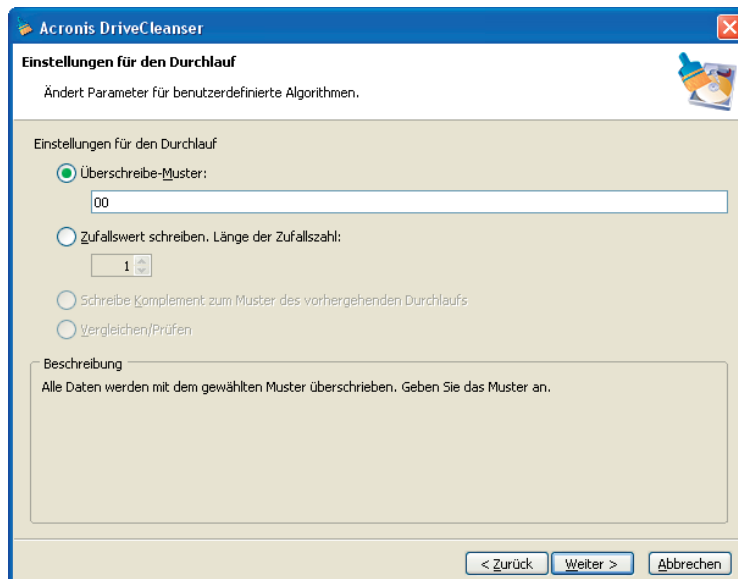 Acronis DriveCleanser
Einstellungen für den Durchlauf
Ändert Parameter für benutzerdefinierte Algorithmen.
Einstellungen für den Durchlauf
Überschreibe-Muster:
00
Zufallswert schreiben. Länge der Zufallszahl:
1
Schreibe Komplement zum Muster des vorhergehenden Durchlaufs
Vergleichen/Prüfen
Beschreibung
Alle Daten werden mit dem gewählten Muster überschrieben. Geben Sie das Muster an.
< Zurück Weiter > Abbrechen